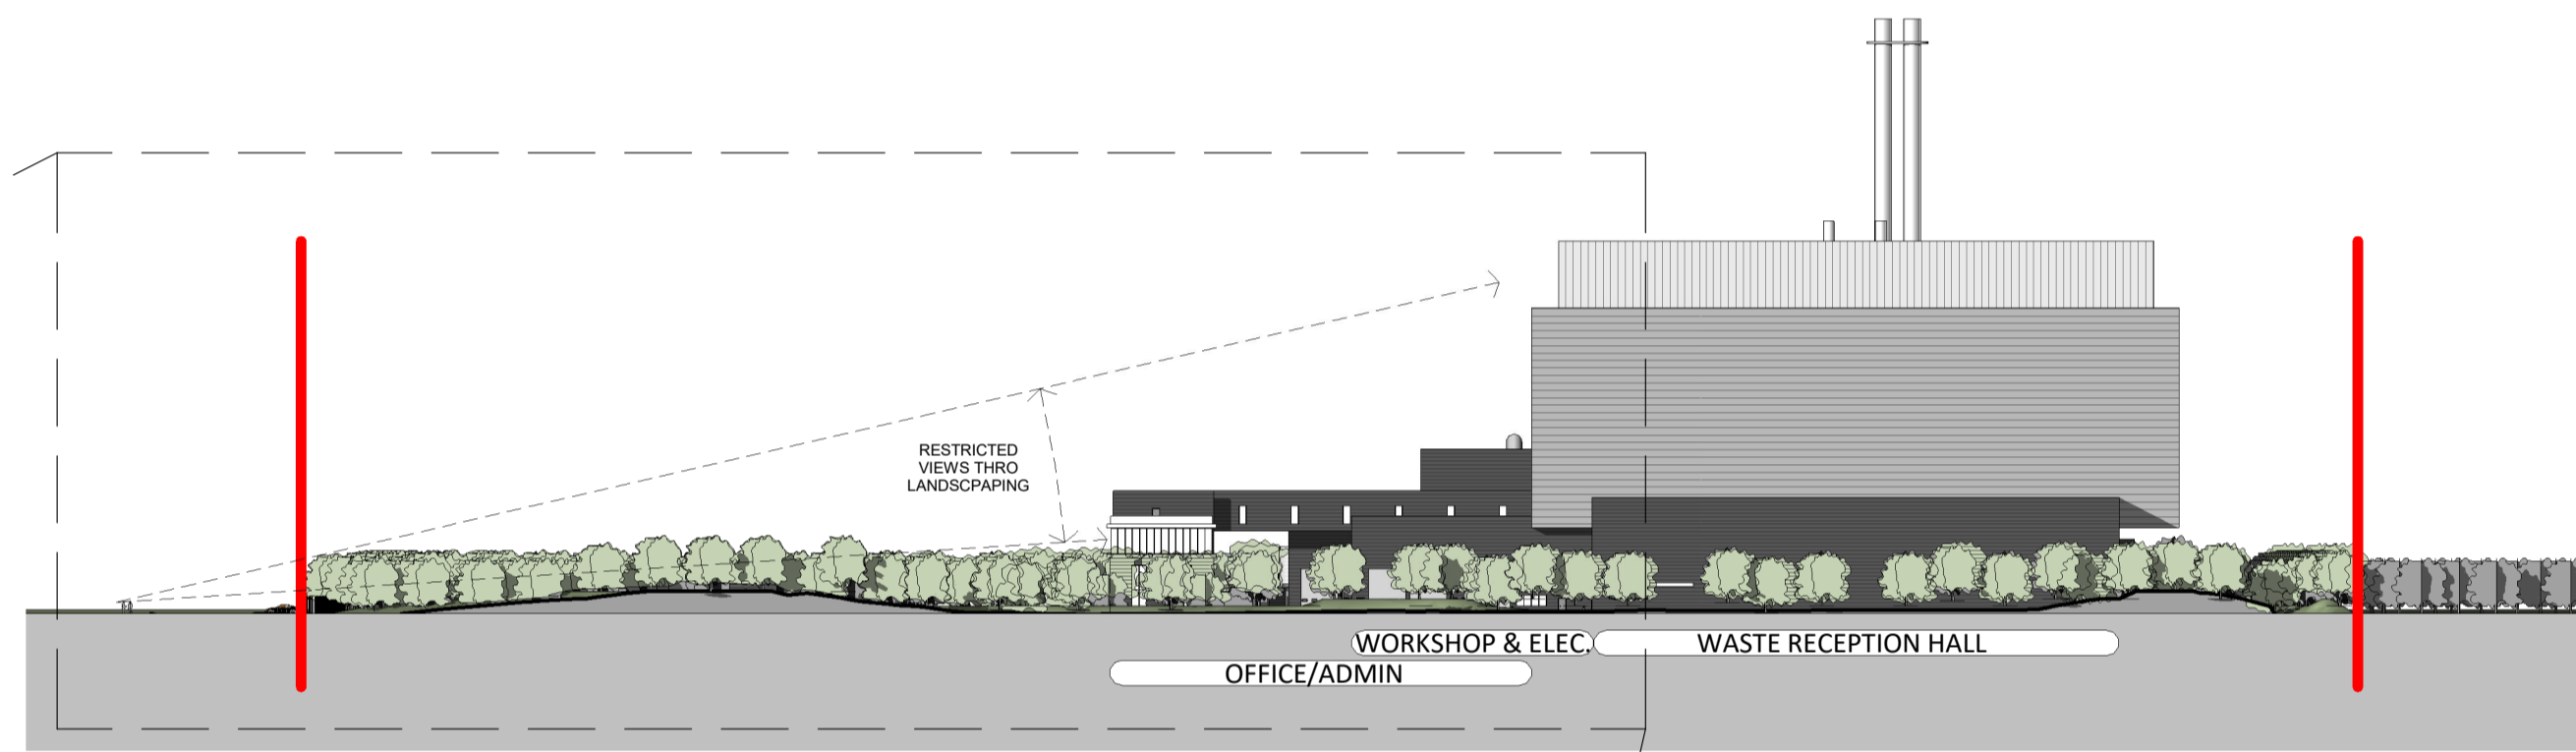 RESTRICTED
VIEWS THRO
LANDSCPAPING
WORKSHOP & ELEC.
WASTE RECEPTION HALL
OFFICE/ADMIN